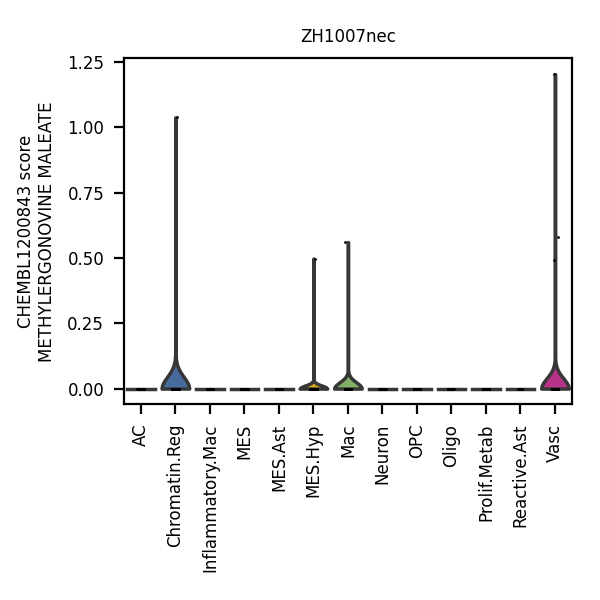 ZH1007nec
CHEMBL1200843 score
METHYLERGONOVINE MALEATE
1.25
1.00
0.75
0.50
0.25
0.00
AC
Chromatin.Reg
Inflammatory.Mac
MES
MES.Ast
MES.Hyp
Mac
Neuron
OPC
Oligo
Prolif.Metab
Reactive.Ast
Vasc